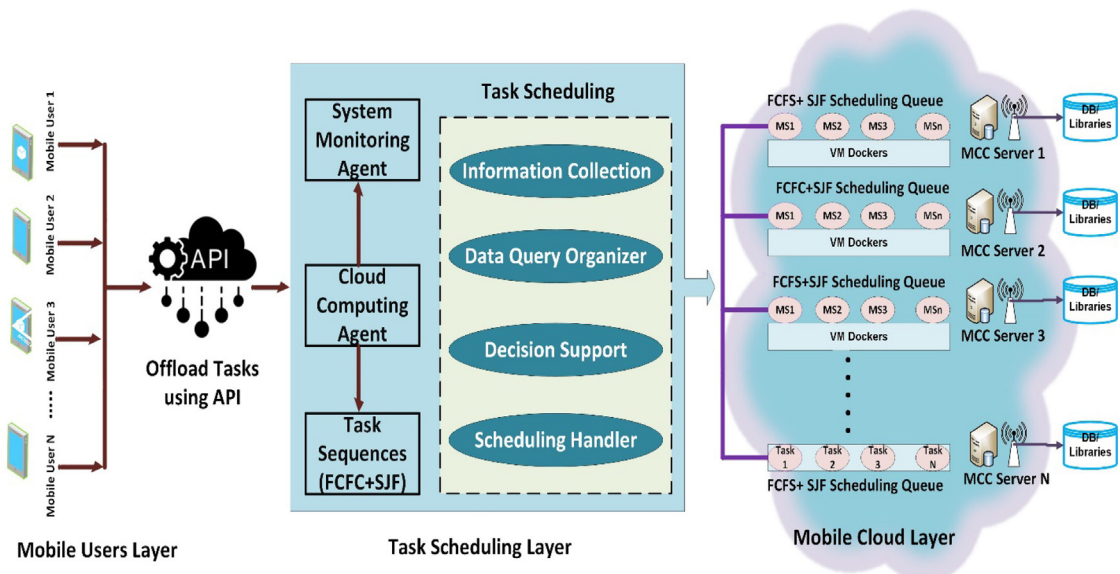 Mobile User 1
Mobile User 2
Mobile User 3
Mobile User N
Mobile Users Layer
API
Offload Tasks
using API
Task Scheduling
System
Monitoring
Agent
Cloud
Computing
Agent
Task
Sequences
(FCFC+SJF)
Information Collection
Data Query Organizer
Decision Support
Scheduling Handler
Task Scheduling Layer
FCFS+ SJF Scheduling Queue
MS1 MS2 MS3 MSn
VM Dockers
MCC Server 1
DB/
Libraries
FCFC+SJF Scheduling Queue
MS1 MS2 MS3 MSn
VM Dockers
MCC Server 2
DB/
Libraries
FCFS+SJF Scheduling Queue
MS1 MS2 MS3 MSn
VM Dockers
MCC Server 3
DB/
Libraries
Task Task Task Task
1 2 3 N
FCFS+ SJF Scheduling Queue
MCC Server N
DB/
Libraries
Mobile Cloud Layer